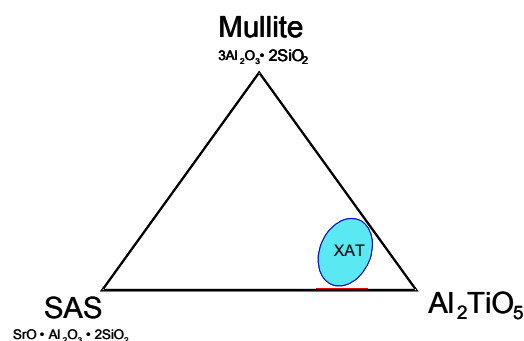 Mullite
3Al₂O₃• 2SiO₂
XAT
SAS
SrO • Al₂O₃ • 2SiO₂
Al₂TiO₅